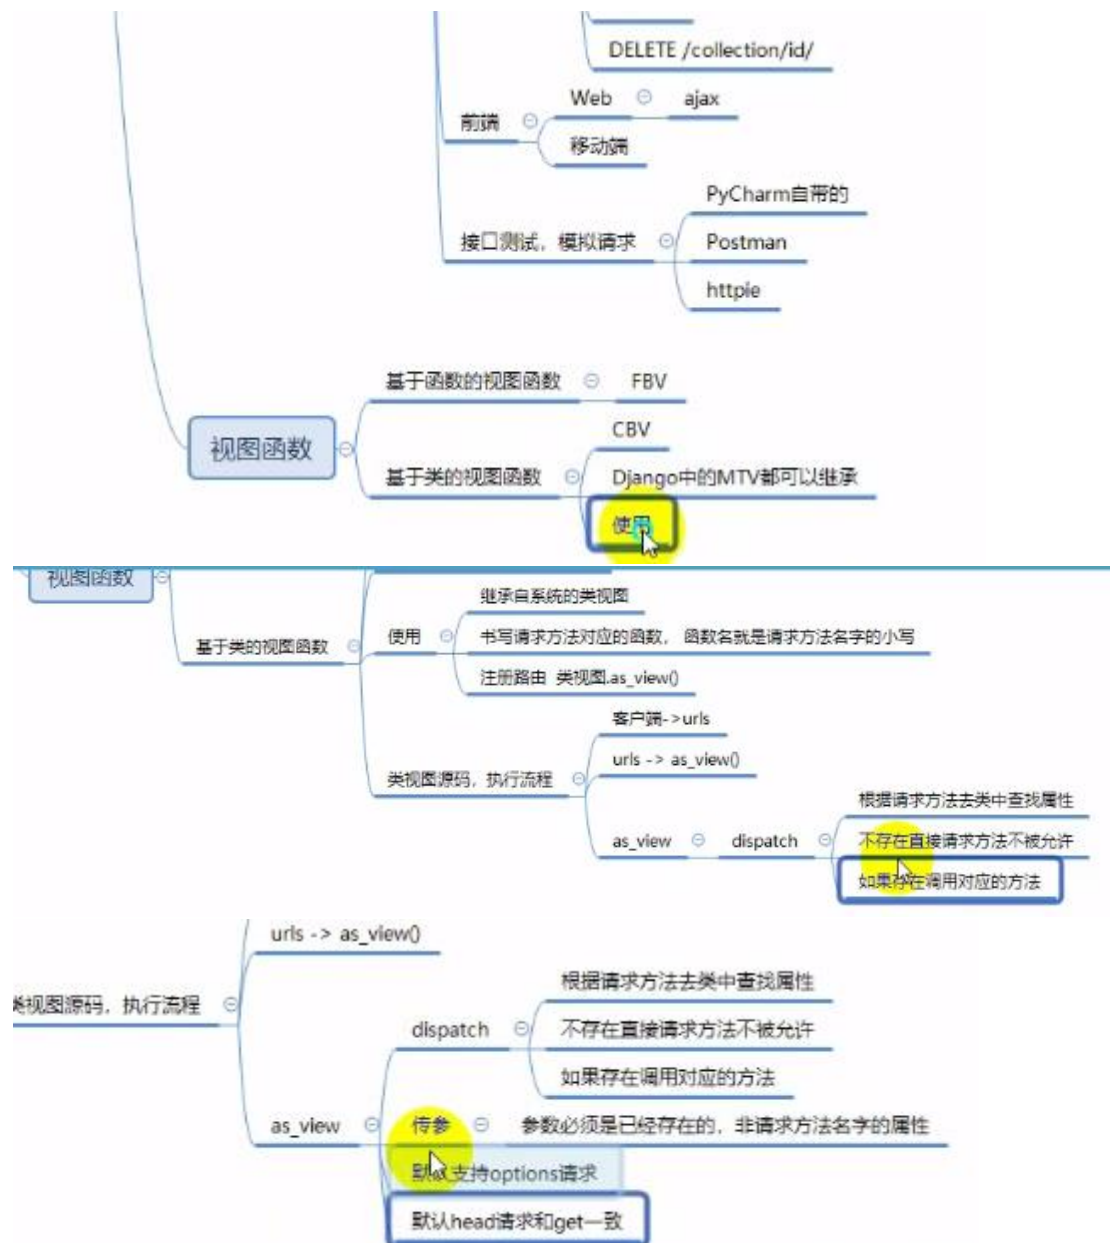 DELETE /collection/id/
Web
ajax
前端
移动端
PyCharm自带的
接口测试，模拟请求
Postman
httpie
基于函数的视图函数
FBV
视图函数
CBV
基于类的视图函数
Django中的MTV都可以继承
使用
视图函数
继承自系统的类视图
使用
书写请求方法对应的函数， 函数名就是请求方法名字的小写
基于类的视图函数
注册路由 类视图.as_view()
客户端->urls
urls -> as_view()
类视图源码，执行流程
根据请求方法去类中查找属性
as_view
dispatch
不存在直接请求方法不被允许
如果存在调用对应的方法
urls -> as_view()
根据请求方法去类中查找属性
类视图源码，执行流程
dispatch
不存在直接请求方法不被允许
如果存在调用对应的方法
as_view
传参
参数必须是已经存在的，非请求方法名字的属性
默认支持options请求
默认head请求和get一致